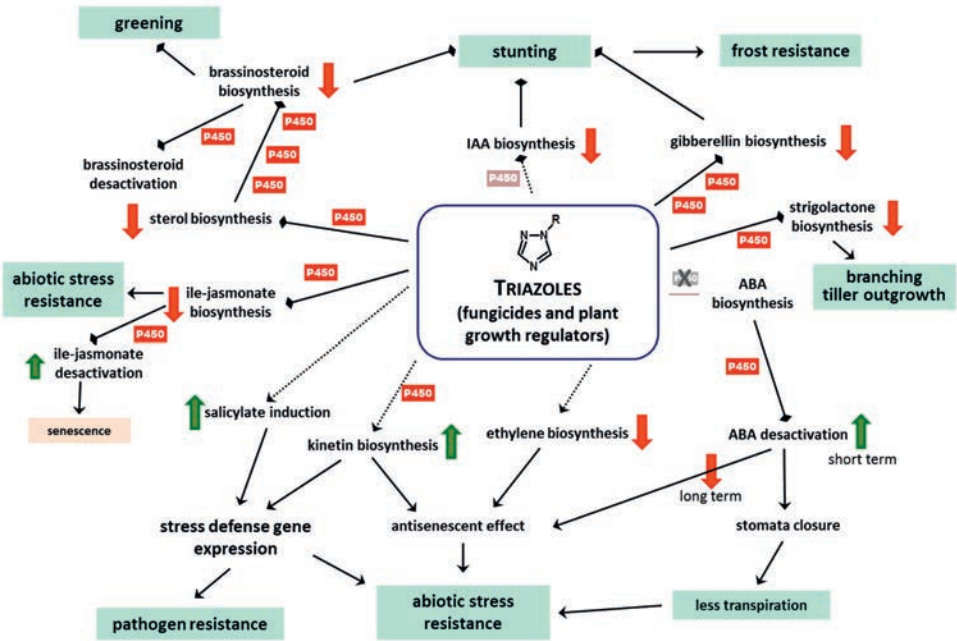 greening
stunting
frost resistance
brassinosteroid
biosynthesis
P450
P450
P450
P450
brassinosteroid
desactivation
IAA biosynthesis
P450
gibberellin biosynthesis
P450
P450
sterol biosynthesis
P450
strigolactone
biosynthesis
P450
branching
tiller outgrowth
N
N
N
R
TRIAZOLES
(fungicides and plant
growth regulators)
ABA
biosynthesis
P450
abiotic stress
resistance
ile-jasmonate
biosynthesis
P450
P450
ile-jasmonate
desactivation
senescence
salicylate induction
P450
kinetin biosynthesis
ethylene biosynthesis
ABA desactivation
short term
long term
stress defense gene
expression
antisenescent effect
stomata closure
pathogen resistance
abiotic stress
resistance
less transpiration